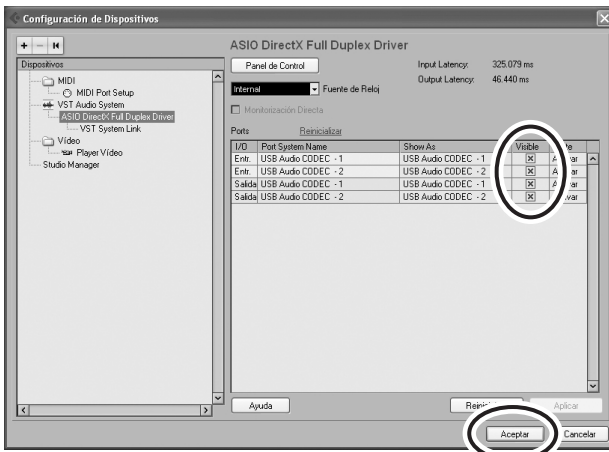 Configuración de Dispositivos
ASIO DirectX Full Duplex Driver
Dispositivos
MIDI
MIDI Port Setup
VST Audio System
ASIO DirectX Full Duplex Driver
VST System Link
Vídeo
Player Vídeo
Studio Manager
Panel de Control
Input Latency: 325.079 ms
Output Latency: 46.440 ms
Internal Fuente de Reloj
Monitorización Directa
Ports Reinicializar
I/O Port System Name Show As Visible
Entr. USB Audio CODEC - 1 USB Audio CODEC - 1
Entr. USB Audio CODEC - 2 USB Audio CODEC - 2
Salida USB Audio CODEC - 1 USB Audio CODEC - 1
Salida USB Audio CODEC - 2 USB Audio CODEC - 2
Ayuda Aplicar
Aceptar Cancelar